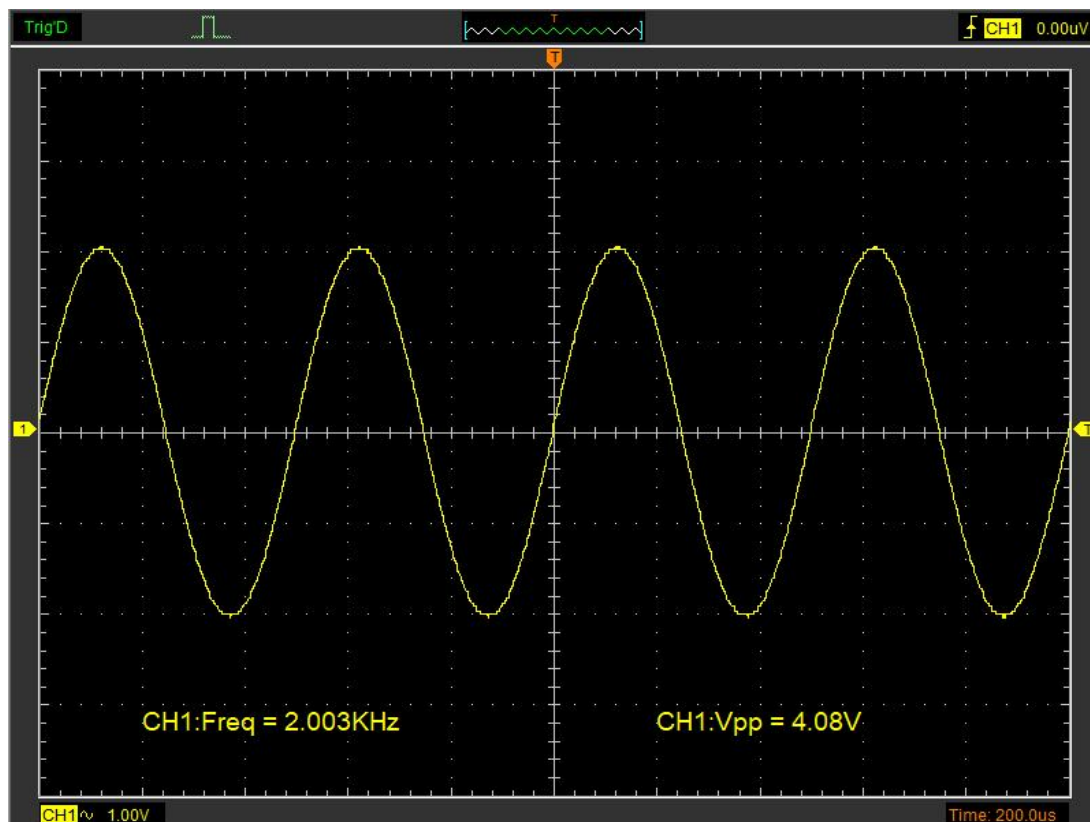 Trig'D
T
CH1 0.00uV
T
1
T
CH1:Freq = 2.003KHz
CH1:Vpp = 4.08V
CH1 1.00V
Time: 200.0us